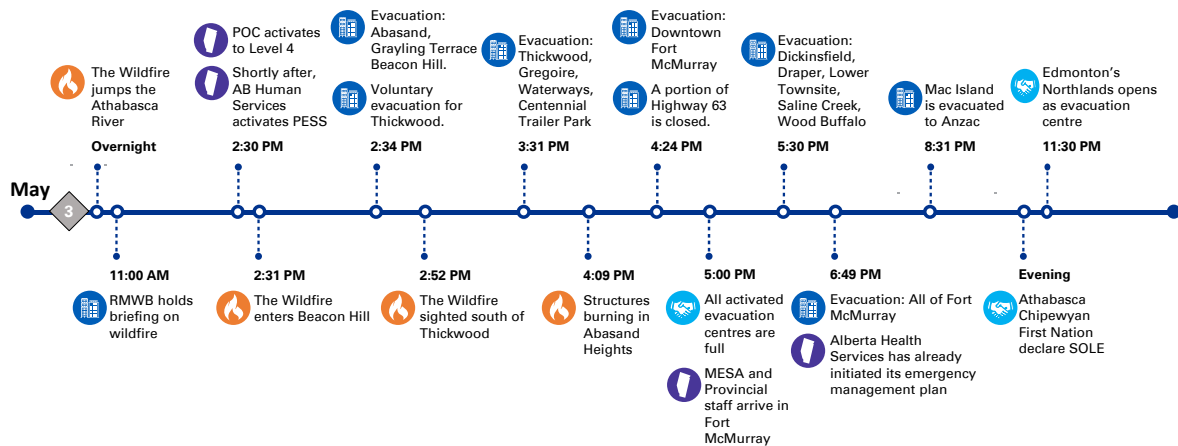 The Wildfire
jumps the
Athabasca
River
Overnight
POC activates
to Level 4
Shortly after,
AB Human
Services
activates PESS
2:30 PM
Evacuation:
Abasand,
Grayling Terrace
Beacon Hill.
Voluntary
evacuation for
Thickwood.
2:34 PM
Evacuation:
Thickwood,
Gregoire,
Waterways,
Centennial
Trailer Park
3:31 PM
Evacuation:
Downtown
Fort
McMurray
A portion of
Highway 63
is closed.
4:24 PM
Evacuation:
Dickinsfield,
Draper, Lower
Townsite,
Saline Creek,
Wood Buffalo
5:30 PM
Mac Island
is evacuated
to Anzac
8:31 PM
Edmonton's
Northlands opens
as evacuation
centre
11:30 PM
May
3
11:00 AM
RMWB holds
briefing on
wildfire
2:31 PM
The Wildfire
enters Beacon Hill
2:52 PM
The Wildfire
sighted south of
Thickwood
4:09 PM
Structures
burning in
Abasand
Heights
5:00 PM
All activated
evacuation
centres are
full
MESA and
Provincial
staff arrive in
Fort
McMurray
6:49 PM
Evacuation: All of Fort
McMurray
Alberta Health
Services has already
initiated its emergency
management plan
Evening
Athabasca
Chipewyan
First Nation
declare SOLE